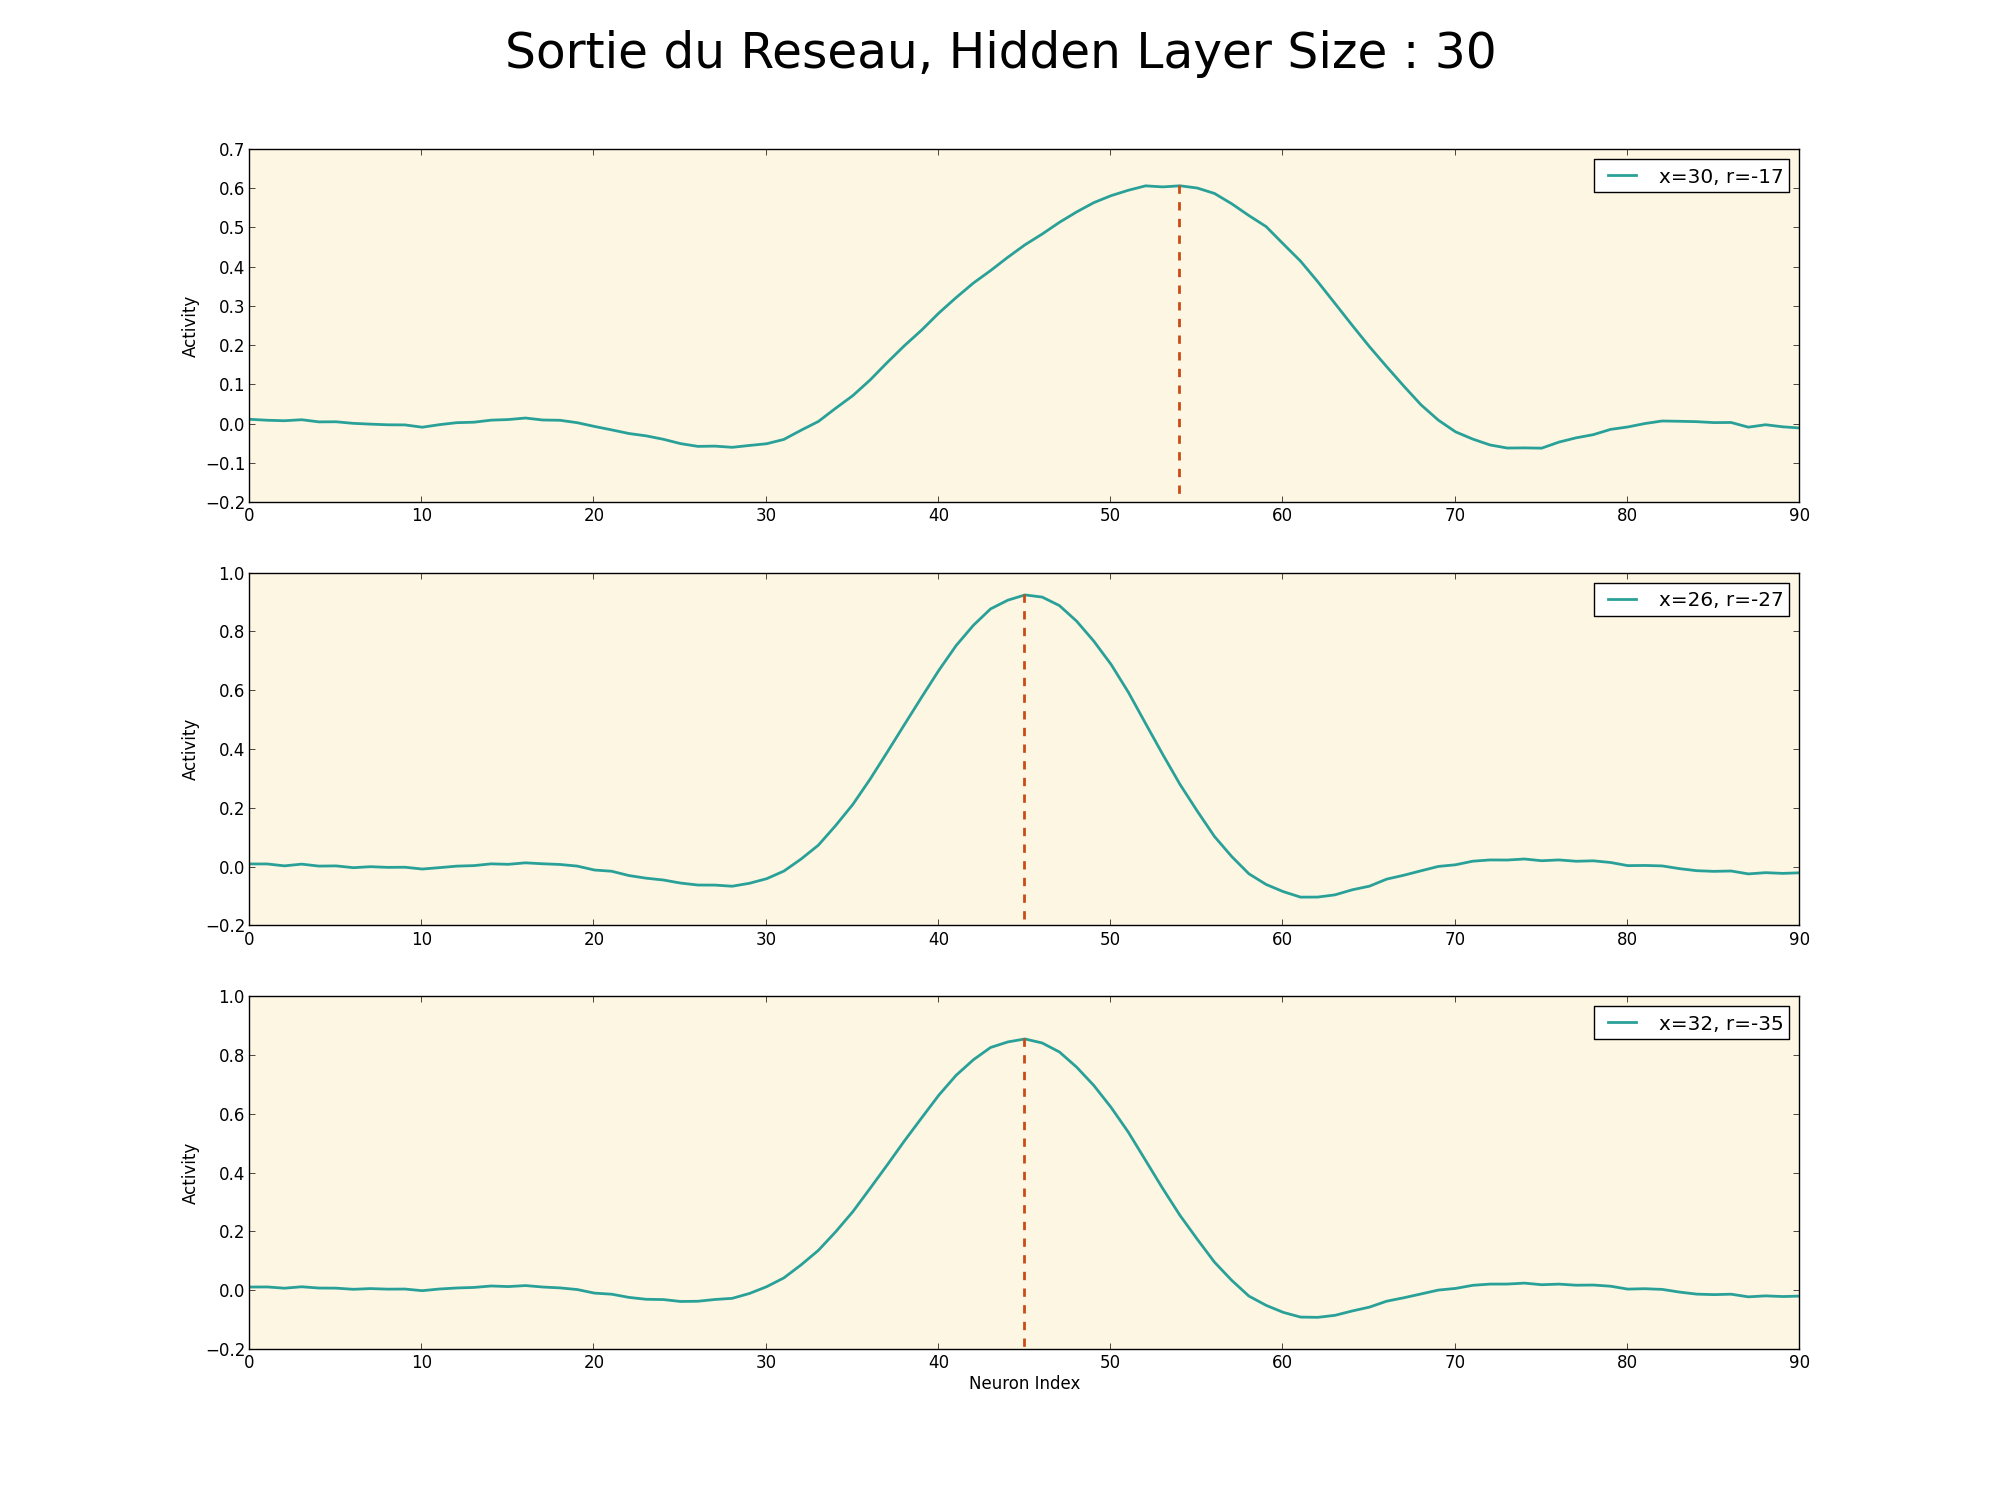 Sortie du Reseau, Hidden Layer Size : 30
0.7
0.6
0.5
0.4
0.3
0.2
0.1
0.0
−0.1
−0.2
Activity
x=30, r=-17
0 10 20 30 40 50 60 70 80 90
1.0
0.8
0.6
0.4
0.2
0.0
−0.2
Activity
x=26, r=-27
0 10 20 30 40 50 60 70 80 90
1.0
0.8
0.6
0.4
0.2
0.0
−0.2
Activity
x=32, r=-35
0 10 20 30 40 50 60 70 80 90
Neuron Index